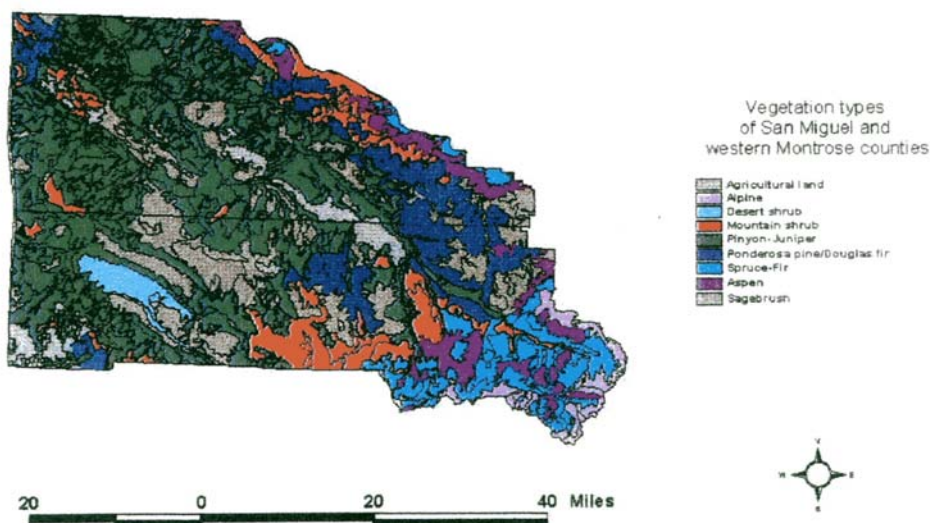 Vegetation types
of San Miguel and
western Montrose counties
Agricultural land
Alpine
Desert shrub
Mountain shrub
Pinyon-Juniper
Ponderosa pine/Douglas fir
Spruce-Fir
Aspen
Sagebrush
W
E
20 0 20 40 Miles